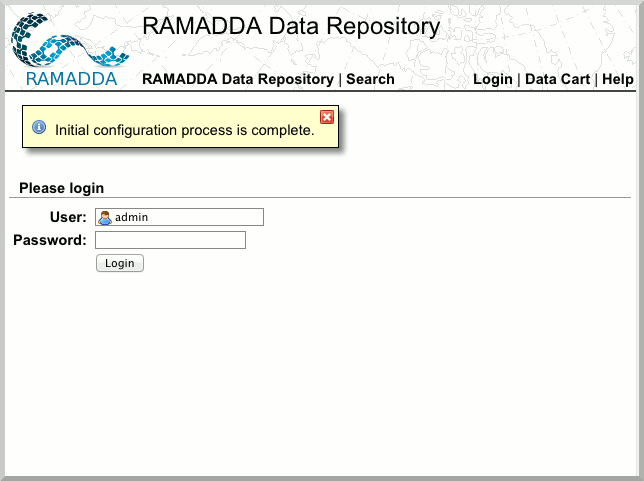 RAMADDA Data Repository
RAMADDA
RAMADDA Data Repository | Search
Login | Data Cart | Help
Initial configuration process is complete.
Please login
User: admin
Password:
Login